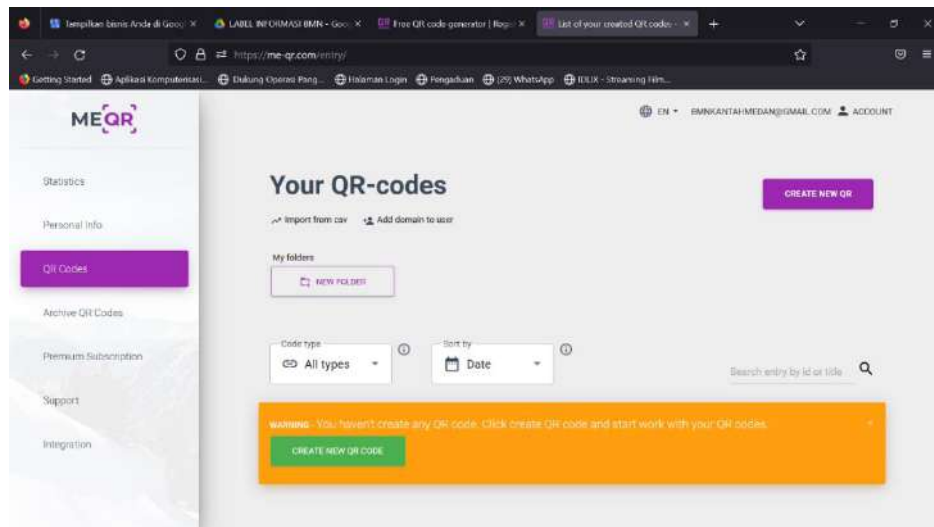 Tempilkan bisnis Anda di Goog
LABEL INFORMASI BMN - Goo
Free QR code generator | Regis
List of your created QR codes -
https://me-qr.com/entry/
Getting Started
Aplikasi Komputerisasi...
Dukung Operasi Pang...
Halaman Login
Pengaduan
(29) WhatsApp
IDLIX - Streaming Film...
MEQR
EN
BMNKANTAHMEDAN@GMAIL.COM
ACCOUNT
Statistics
Personal Info
QR Codes
Archive QR Codes
Premium Subscription
Support
Integration
Your QR-codes
CREATE NEW QR
Import from csv
Add domain to user
My folders
NEW FOLDER
Code type
All types
Sort by
Date
Search entry by id or title
WARNING - You haven't create any QR code. Click create QR code and start work with your QR codes.
CREATE NEW QR CODE